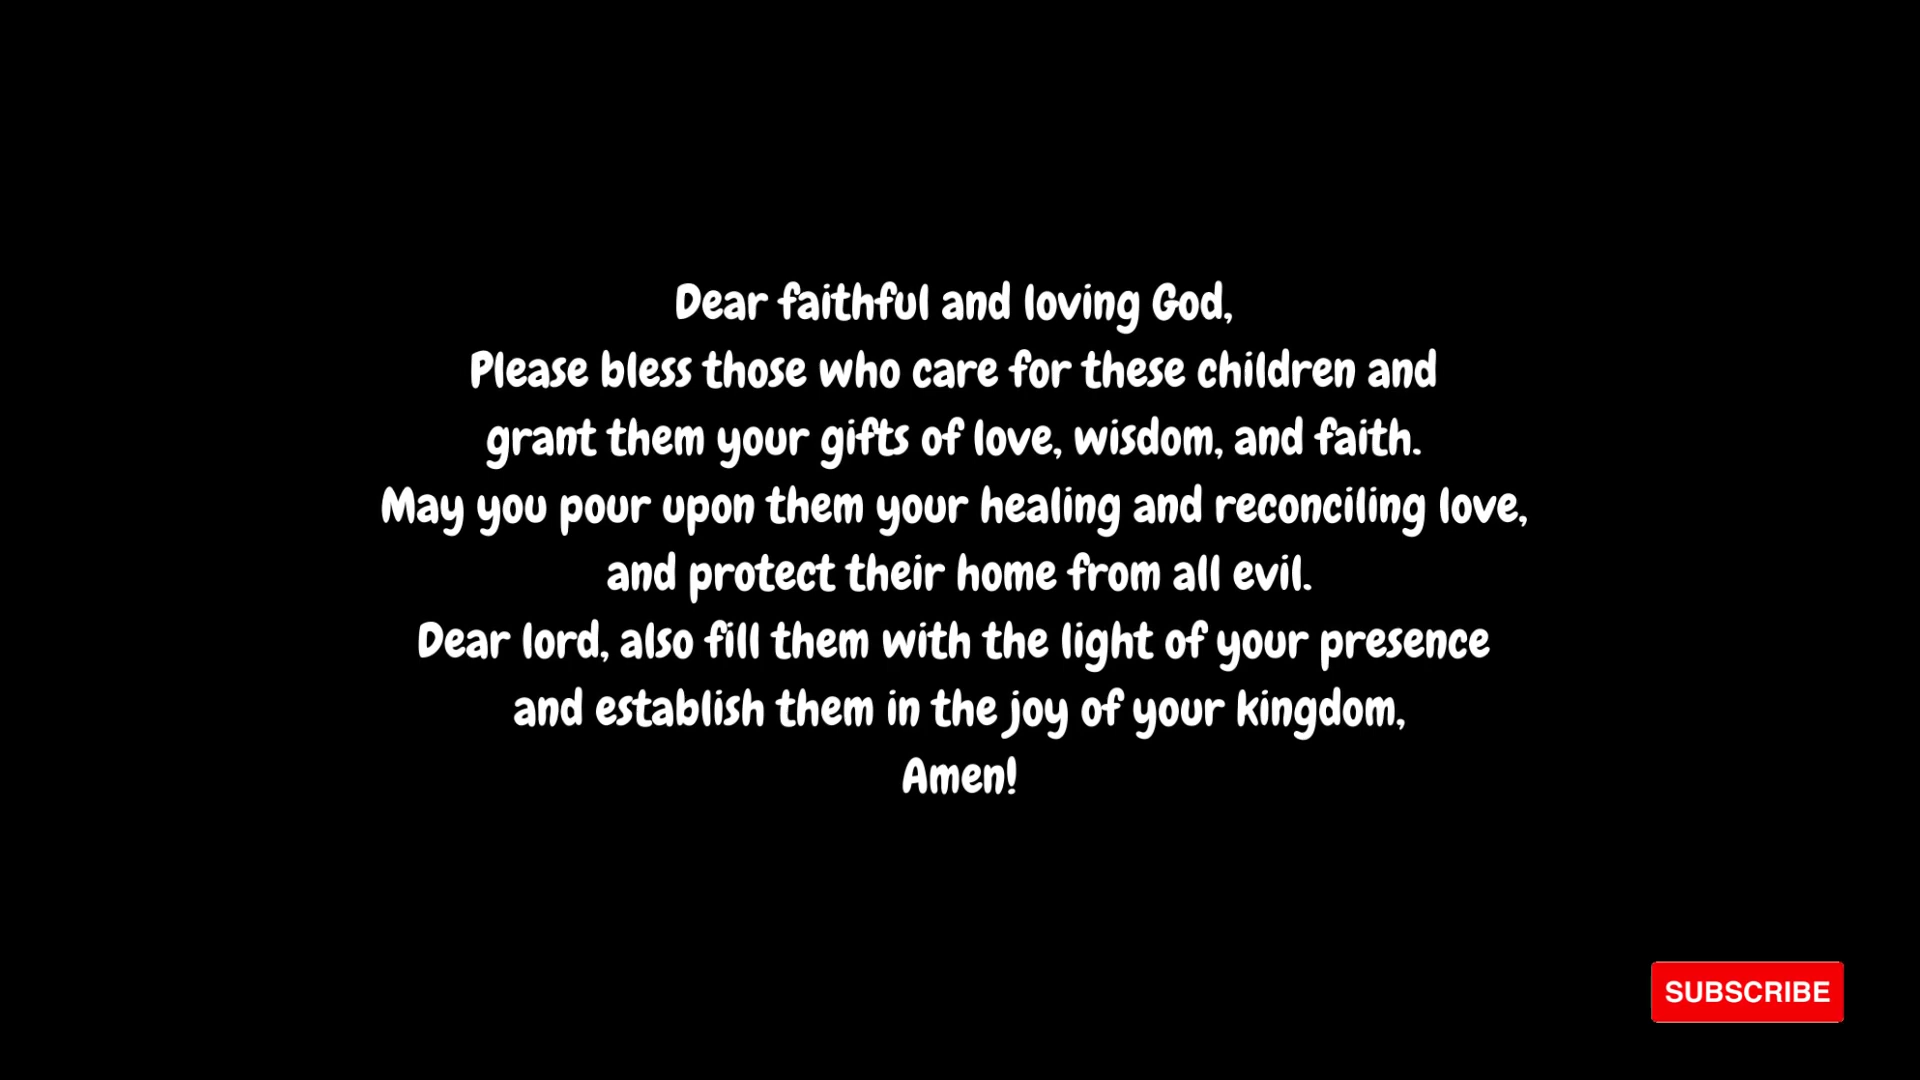 Dear faithful and loving God,
Please bless those who care for these children and
grant them your gifts of love, wisdom, and faith.
May you pour upon them your healing and reconciling love,
and protect their home from all evil.
Dear lord, also fill them with the light of your presence
and establish them in the joy of your kingdom,
Amen!
SUBSCRIBE